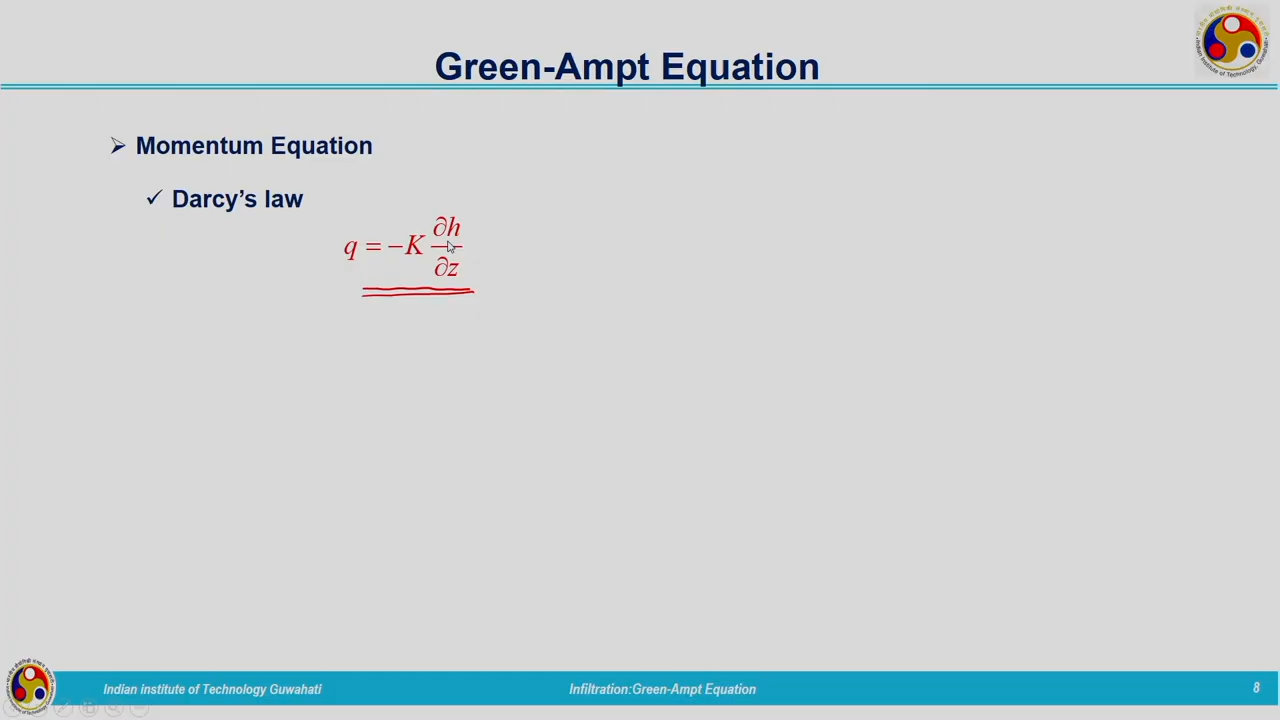 Green-Ampt Equation
➢ Momentum Equation
✓ Darcy's law
q = −K ∂h/∂z
Indian institute of Technology Guwahati
Infiltration:Green-Ampt Equation
8